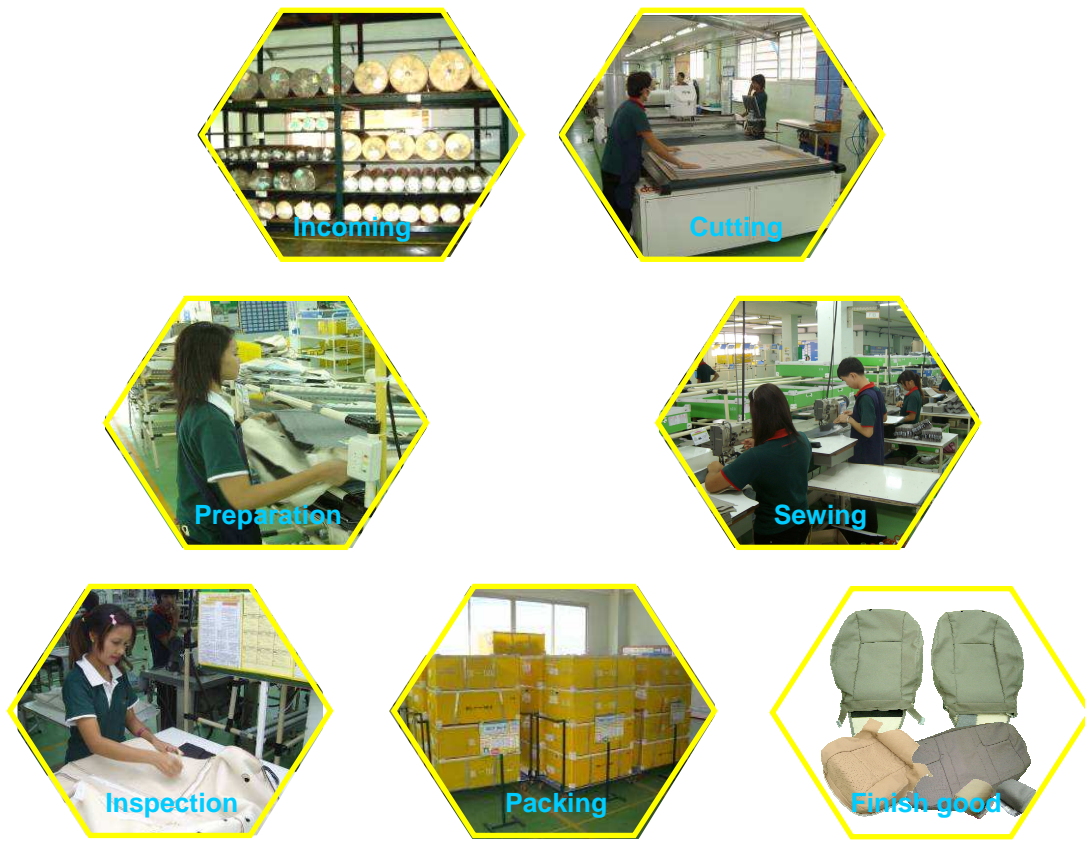 Incoming
Cutting
Preparation
Sewing
Inspection
Packing
Finish good